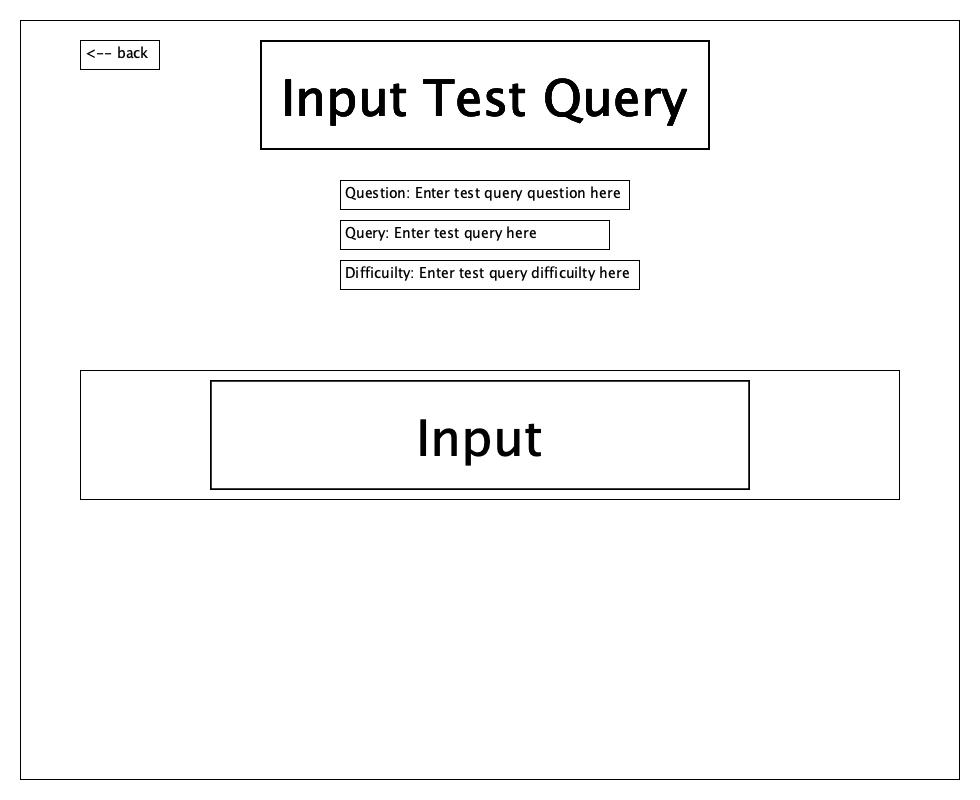 <-- back
Input Test Query
Question: Enter test query question here
Query: Enter test query here
Difficuilty: Enter test query difficuilty here
Input